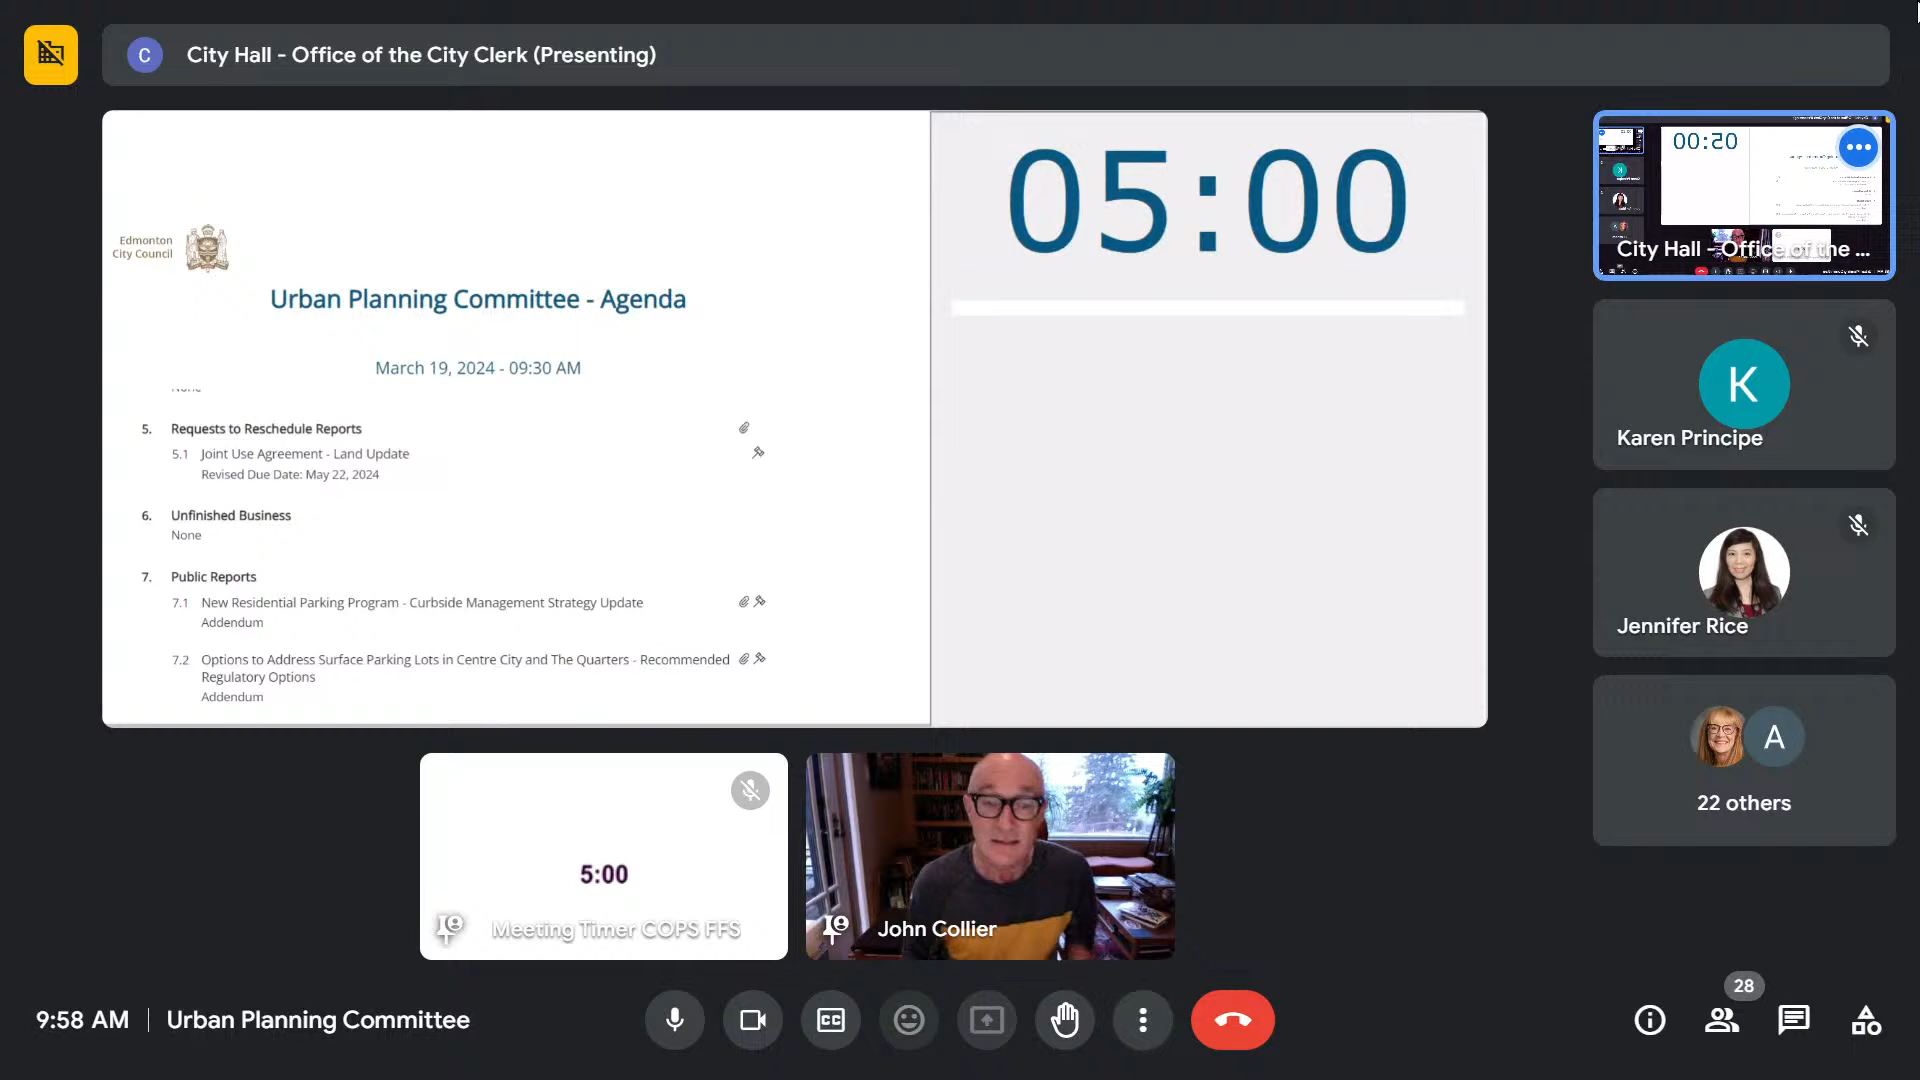 C City Hall - Office of the City Clerk (Presenting)
Edmonton
City Council
Urban Planning Committee - Agenda
March 19, 2024 - 09:30 AM
5. Requests to Reschedule Reports
5.1 Joint Use Agreement - Land Update
Revised Due Date: May 22, 2024
6. Unfinished Business
None
7. Public Reports
7.1 New Residential Parking Program - Curbside Management Strategy Update
Addendum
7.2 Options to Address Surface Parking Lots in Centre City and The Quarters - Recommended
Regulatory Options
Addendum
05:00
05:00
City Hall - Office of the ...
K
Karen Principe
Jennifer Rice
A
22 others
5:00
Meeting Timer COPS FFS
John Collier
9:58 AM Urban Planning Committee
CC
28